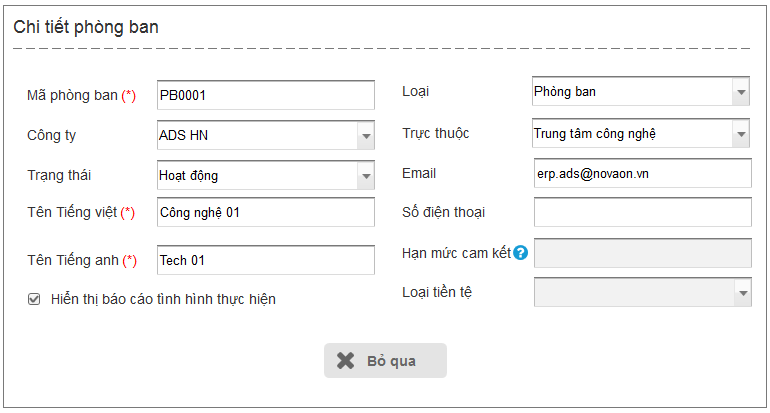 Chi tiết phòng ban
Mã phòng ban (*) PB0001
Loại Phòng ban
Công ty ADS HN
Trực thuộc Trung tâm công nghệ
Trạng thái Hoạt động
Email erp.ads@novaon.vn
Tên Tiếng việt (*) Công nghệ 01
Số điện thoại
Hạn mức cam kết ?
Tên Tiếng anh (*) Tech 01
Loại tiền tệ
Hiển thị báo cáo tình hình thực hiện
Bỏ qua